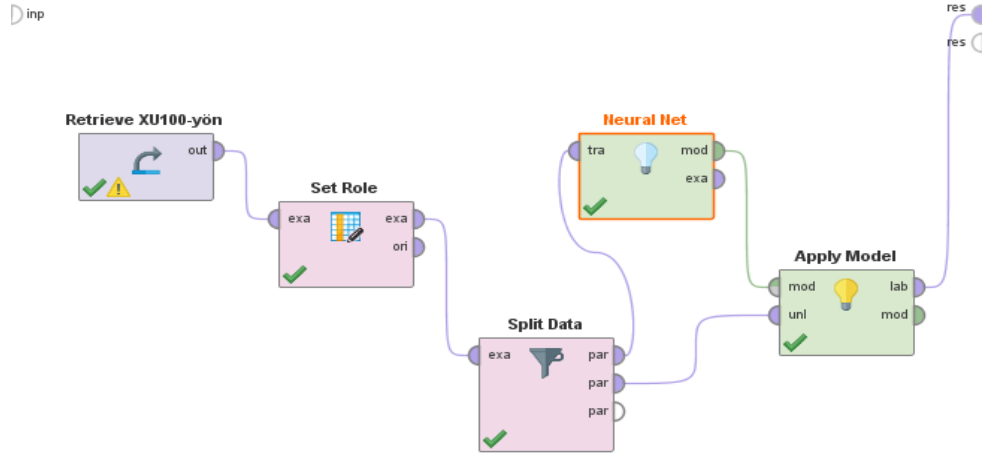 inp
res
res
Retrieve XU100-yön
out
Set Role
exa
exa
ori
Split Data
exa
par
par
par
Neural Net
tra
mod
exa
Apply Model
mod
lab
unl
mod